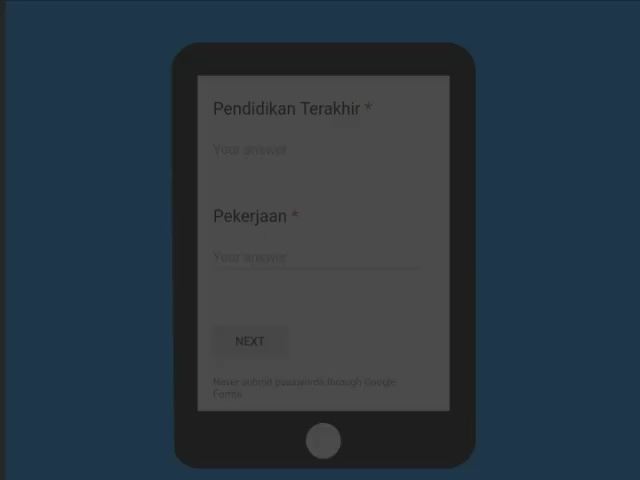 Pendidikan Terakhir *
Your answer
Pekerjaan *
Your answer
NEXT
Never submit passwords through Google
Forms